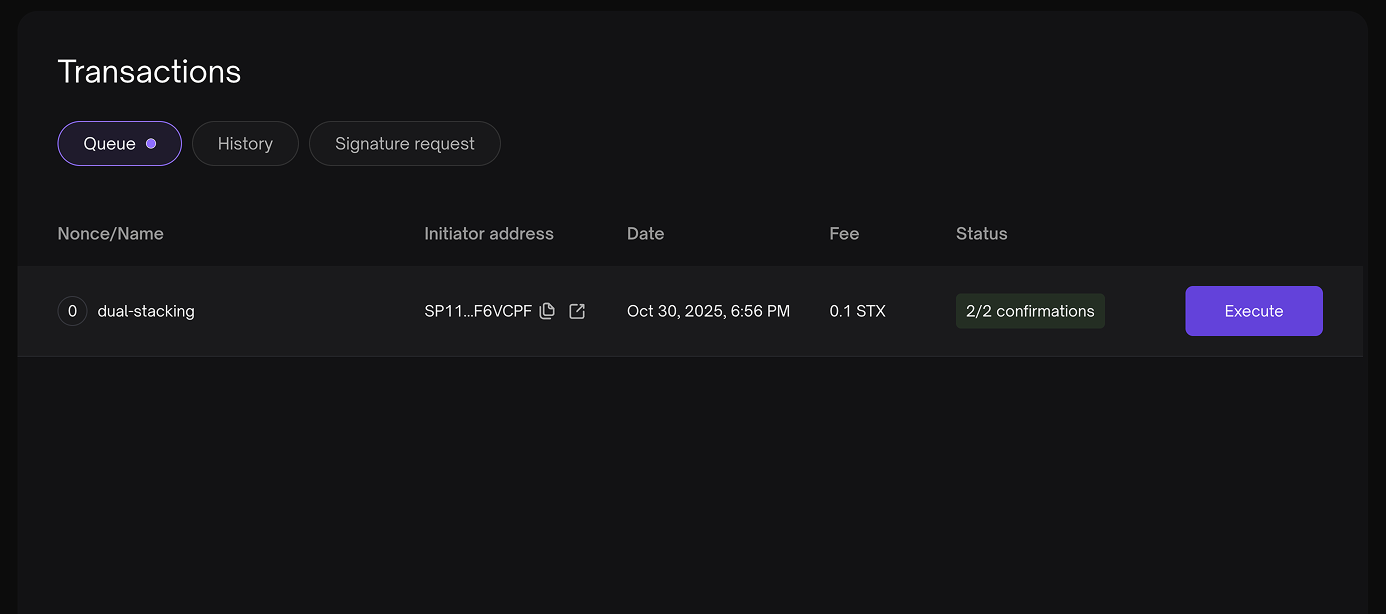 Transactions
Queue
History
Signature request
Nonce/Name Initiator address Date Fee Status
0 dual-stacking SP11...F6VCPF Oct 30, 2025, 6:56 PM 0.1 STX 2/2 confirmations Execute